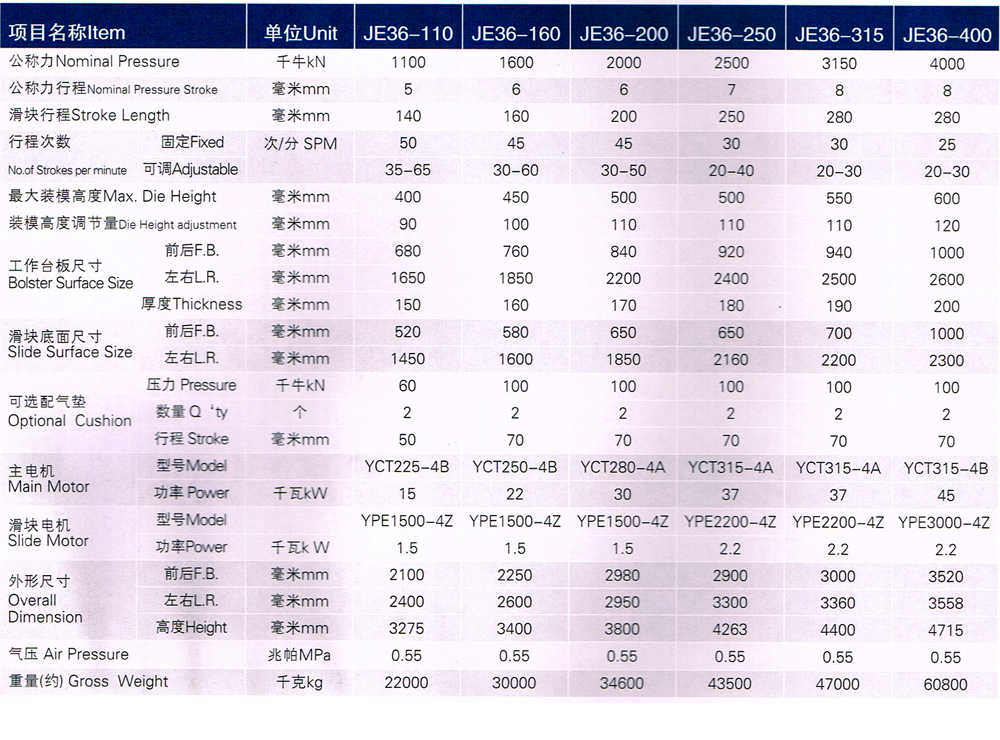 项目名称Item 单位Unit JE36-110 JE36-160 JE36-200 JE36-250 JE36-315 JE36-400
公称力Nominal Pressure 千牛kN 1100 1600 2000 2500 3150 4000
公称力行程Nominal Pressure Stroke 毫米mm 5 6 6 7 8 8
滑块行程Stroke Length 毫米mm 140 160 200 250 280 280
行程次数 固定Fixed 次/分 SPM 50 45 45 30 30 25
No.of Strokes per minute 可调Adjustable 35-65 30-60 30-50 20-40 20-30 20-30
最大装模高度Max. Die Height 毫米mm 400 450 500 500 550 600
装模高度调节量Die Height adjustment 毫米mm 90 100 110 110 110 120
前后F.B. 毫米mm 680 760 840 920 940 1000
工作台板尺寸
Bolster Surface Size 左右L.R. 毫米mm 1650 1850 2200 2400 2500 2600
厚度Thickness 毫米mm 150 160 170 180 190 200
滑块底面尺寸 前后F.B. 毫米mm 520 580 650 650 700 1000
Slide Surface Size 左右L.R. 毫米mm 1450 1600 1850 2160 2200 2300
压力 Pressure 千牛kN 60 100 100 100 100 100
可选配气垫
Optional Cushion 数量 Q‘ty 个 2 2 2 2 2 2
行程 Stroke 毫米mm 50 70 70 70 70 70
主电机 型号Model YCT225-4B YCT250-4B YCT280-4A YCT315-4A YCT315-4A YCT315-4B
Main Motor 功率 Power 千瓦kW 15 22 30 37 37 45
滑块电机 型号Model YPE1500-4Z YPE1500-4Z YPE1500-4Z YPE2200-4Z YPE2200-4Z YPE3000-4Z
Slide Motor 功率Power 千瓦k W 1.5 1.5 1.5 2.2 2.2 2.2
外形尺寸 前后F.B. 毫米mm 2100 2250 2980 2900 3000 3520
Overall 左右L.R. 毫米mm 2400 2600 2950 3300 3360 3558
Dimension 高度Height 毫米mm 3275 3400 3800 4263 4400 4715
气压 Air Pressure 兆帕MPa 0.55 0.55 0.55 0.55 0.55 0.55
重量(约) Gross Weight 千克kg 22000 30000 34600 43500 47000 60800